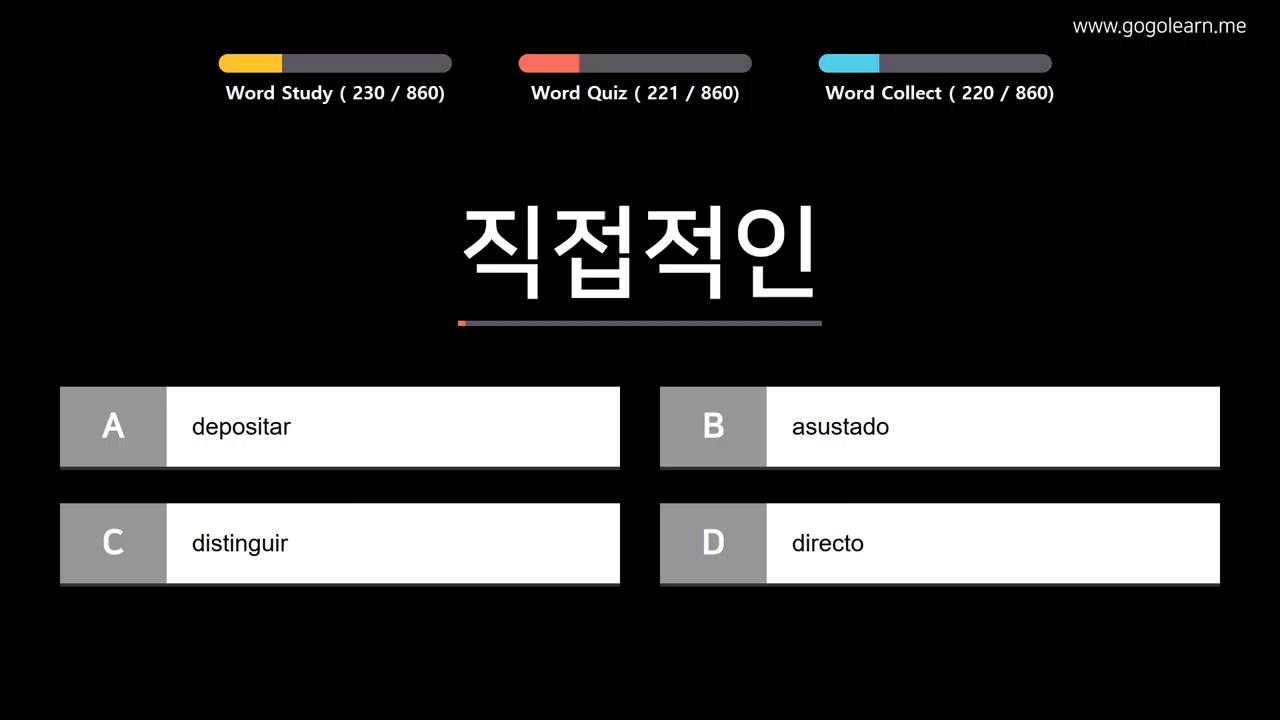 www.gogolearn.me
Word Study ( 230 / 860)
Word Quiz ( 221 / 860)
Word Collect ( 220 / 860)
직접적인
A depositar
B asustado
C distinguir
D directo